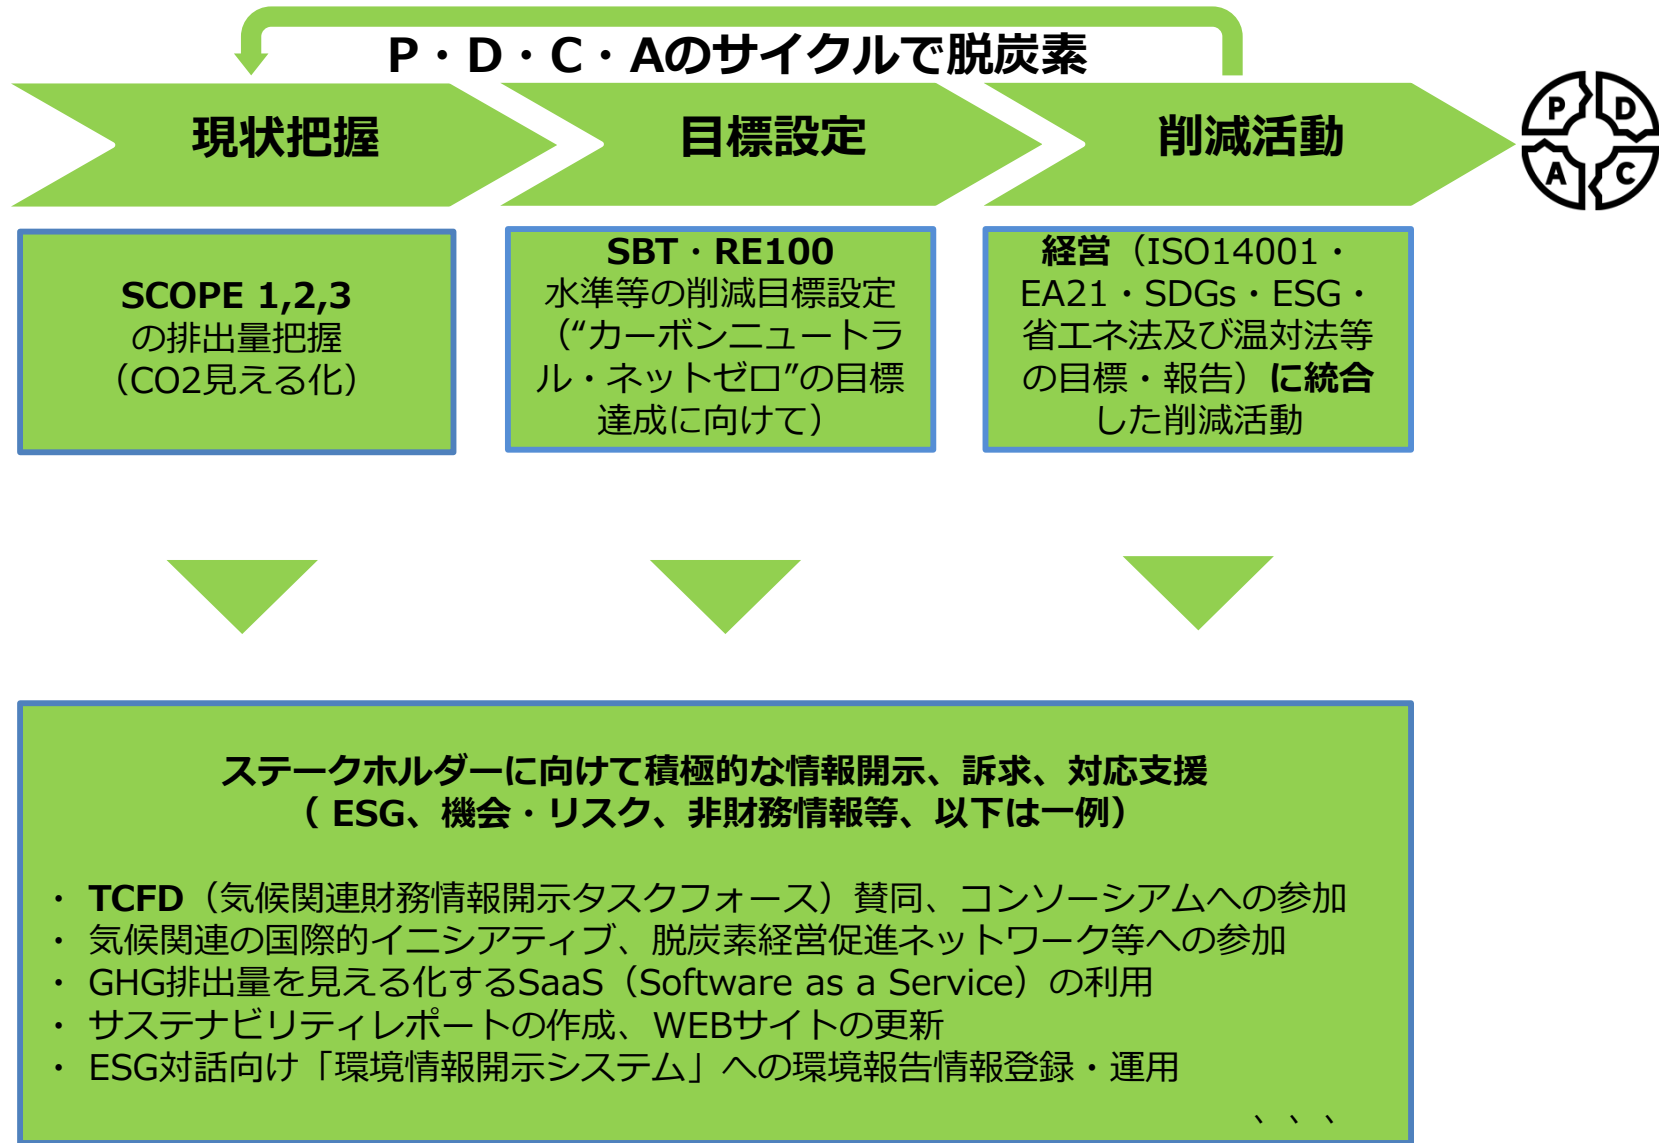 P・D・C・Aのサイクルで脱炭素
現状把握
目標設定
削減活動
P
D
A
C
SCOPE 1,2,3
の排出量把握
（CO2見える化）
SBT・RE100
水準等の削減目標設定
（“カーボンニュートラ
ル・ネットゼロ”の目標
達成に向けて）
経営（ISO14001・
EA21・SDGs・ESG・
省エネ法及び温対法等
の目標・報告）に統合
した削減活動
ステークホルダーに向けて積極的な情報開示、訴求、対応支援
（ ESG、機会・リスク、非財務情報等、以下は一例）
・ TCFD（気候関連財務情報開示タスクフォース）賛同、コンソーシアムへの参加
・ 気候関連の国際的イニシアティブ、脱炭素経営促進ネットワーク等への参加
・ GHG排出量を見える化するSaaS（Software as a Service）の利用
・ サステナビリティレポートの作成、WEBサイトの更新
・ ESG対話向け「環境情報開示システム」への環境報告情報登録・運用
、、、